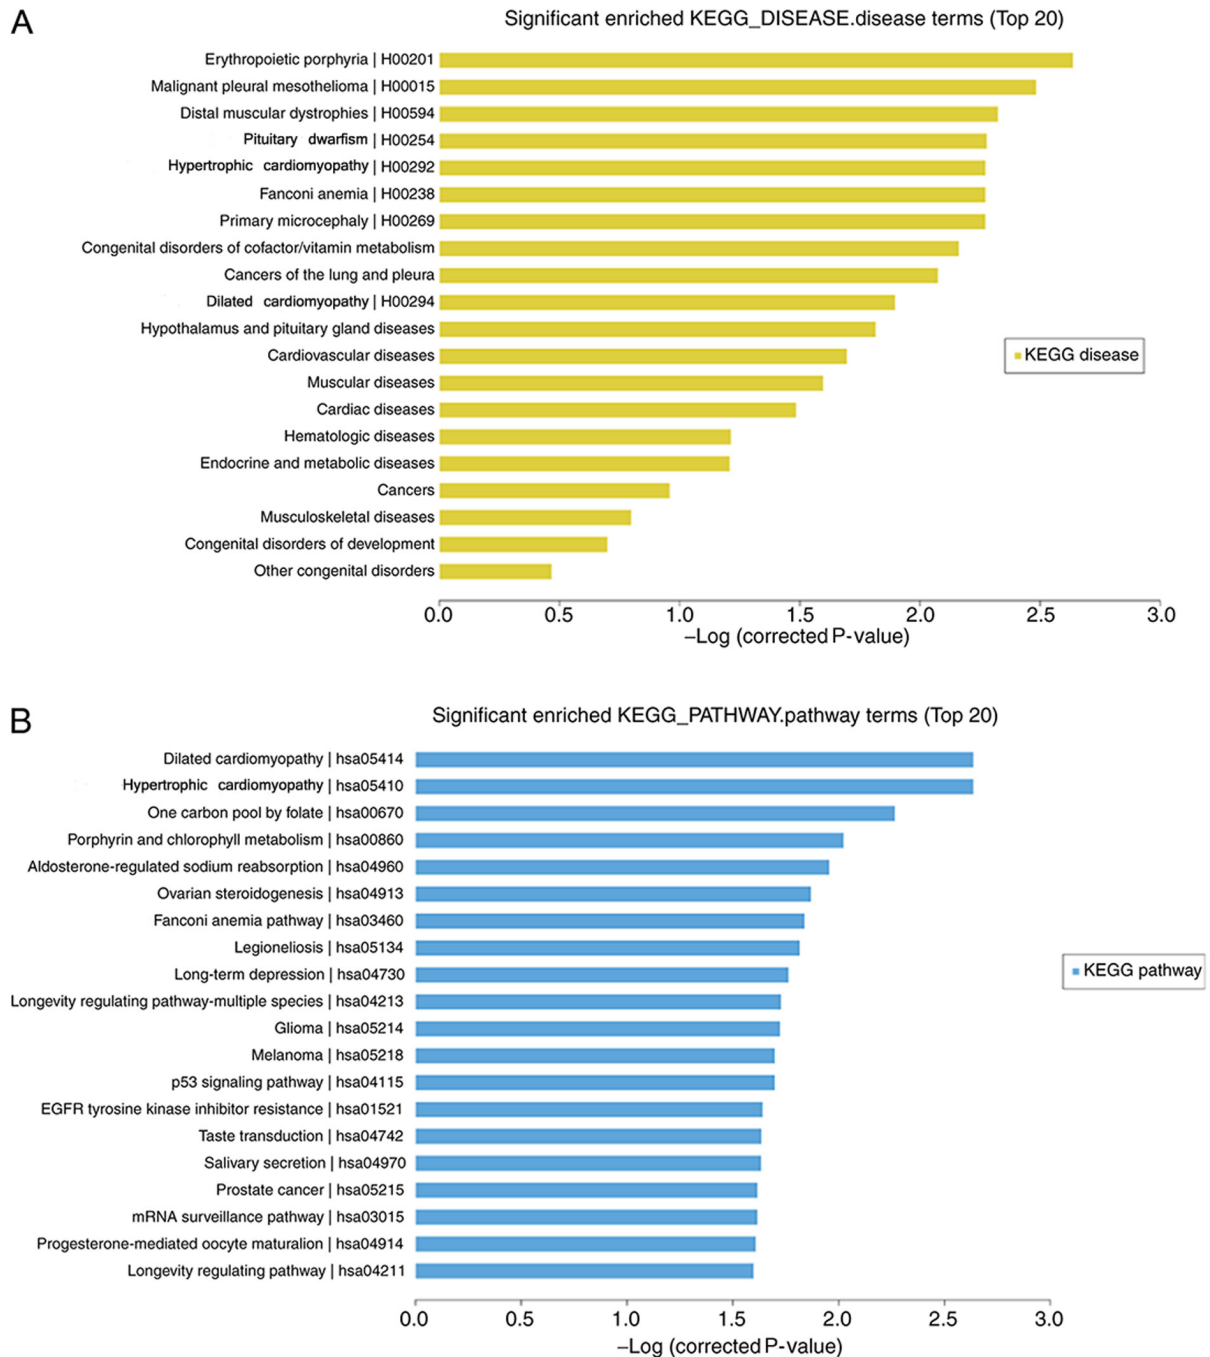 A
Significant enriched KEGG_DISEASE.disease terms (Top 20)
Erythropoietic porphyria | H00201
Malignant pleural mesothelioma | H00015
Distal muscular dystrophies | H00594
Pituitary dwarfism | H00254
Hypertrophic cardiomyopathy | H00292
Fanconi anemia | H00238
Primary microcephaly | H00269
Congenital disorders of cofactor/vitamin metabolism
Cancers of the lung and pleura
Dilated cardiomyopathy | H00294
Hypothalamus and pituitary gland diseases
Cardiovascular diseases
Muscular diseases
Cardiac diseases
Hematologic diseases
Endocrine and metabolic diseases
Cancers
Musculoskeletal diseases
Congenital disorders of development
Other congenital disorders
KEGG disease
0.0 0.5 1.0 1.5 2.0 2.5 3.0
–Log (corrected P-value)
B
Significant enriched KEGG_PATHWAY.pathway terms (Top 20)
Dilated cardiomyopathy | hsa05414
Hypertrophic cardiomyopathy | hsa05410
One carbon pool by folate | hsa00670
Porphyrin and chlorophyll metabolism | hsa00860
Aldosterone-regulated sodium reabsorption | hsa04960
Ovarian steroidogenesis | hsa04913
Fanconi anemia pathway | hsa03460
Legioneliosis | hsa05134
Long-term depression | hsa04730
Longevity regulating pathway-multiple species | hsa04213
Glioma | hsa05214
Melanoma | hsa05218
p53 signaling pathway | hsa04115
EGFR tyrosine kinase inhibitor resistance | hsa01521
Taste transduction | hsa04742
Salivary secretion | hsa04970
Prostate cancer | hsa05215
mRNA surveillance pathway | hsa03015
Progesterone-mediated oocyte maturalion | hsa04914
Longevity regulating pathway | hsa04211
KEGG pathway
0.0 0.5 1.0 1.5 2.0 2.5 3.0
–Log (corrected P-value)